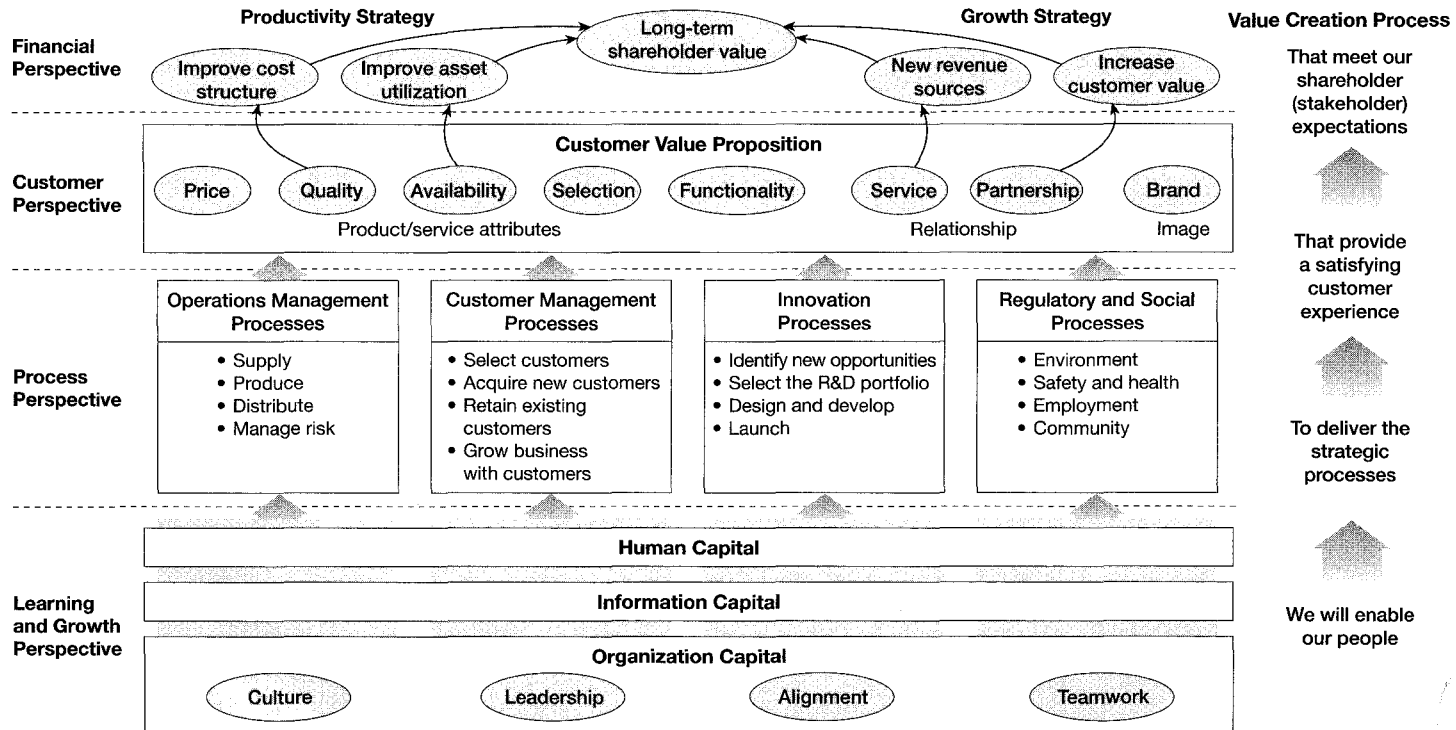 Productivity Strategy
Growth Strategy
Value Creation Process
Financial
Perspective
Long-term
shareholder value
Improve cost
structure
Improve asset
utilization
New revenue
sources
Increase
customer value
That meet our
shareholder
(stakeholder)
expectations
Customer
Perspective
Customer Value Proposition
Price
Quality
Availability
Selection
Functionality
Service
Partnership
Brand
Product/service attributes
Relationship
Image
That provide
a satisfying
customer
experience
Process
Perspective
Operations Management
Processes
• Supply
• Produce
• Distribute
• Manage risk
Customer Management
Processes
• Select customers
• Acquire new customers
• Retain existing
customers
• Grow business
with customers
Innovation
Processes
• Identify new opportunities
• Select the R&D portfolio
• Design and develop
• Launch
Regulatory and Social
Processes
• Environment
• Safety and health
• Employment
• Community
To deliver the
strategic
processes
Learning
and Growth
Perspective
Human Capital
Information Capital
Organization Capital
Culture
Leadership
Alignment
Teamwork
We will enable
our people